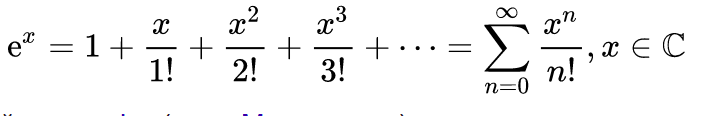 e^x = 1 + x/1! + x^2/2! + x^3/3! + ⋯ = ∑_{n=0}^{∞} x^n/n!, x ∈ ℂ